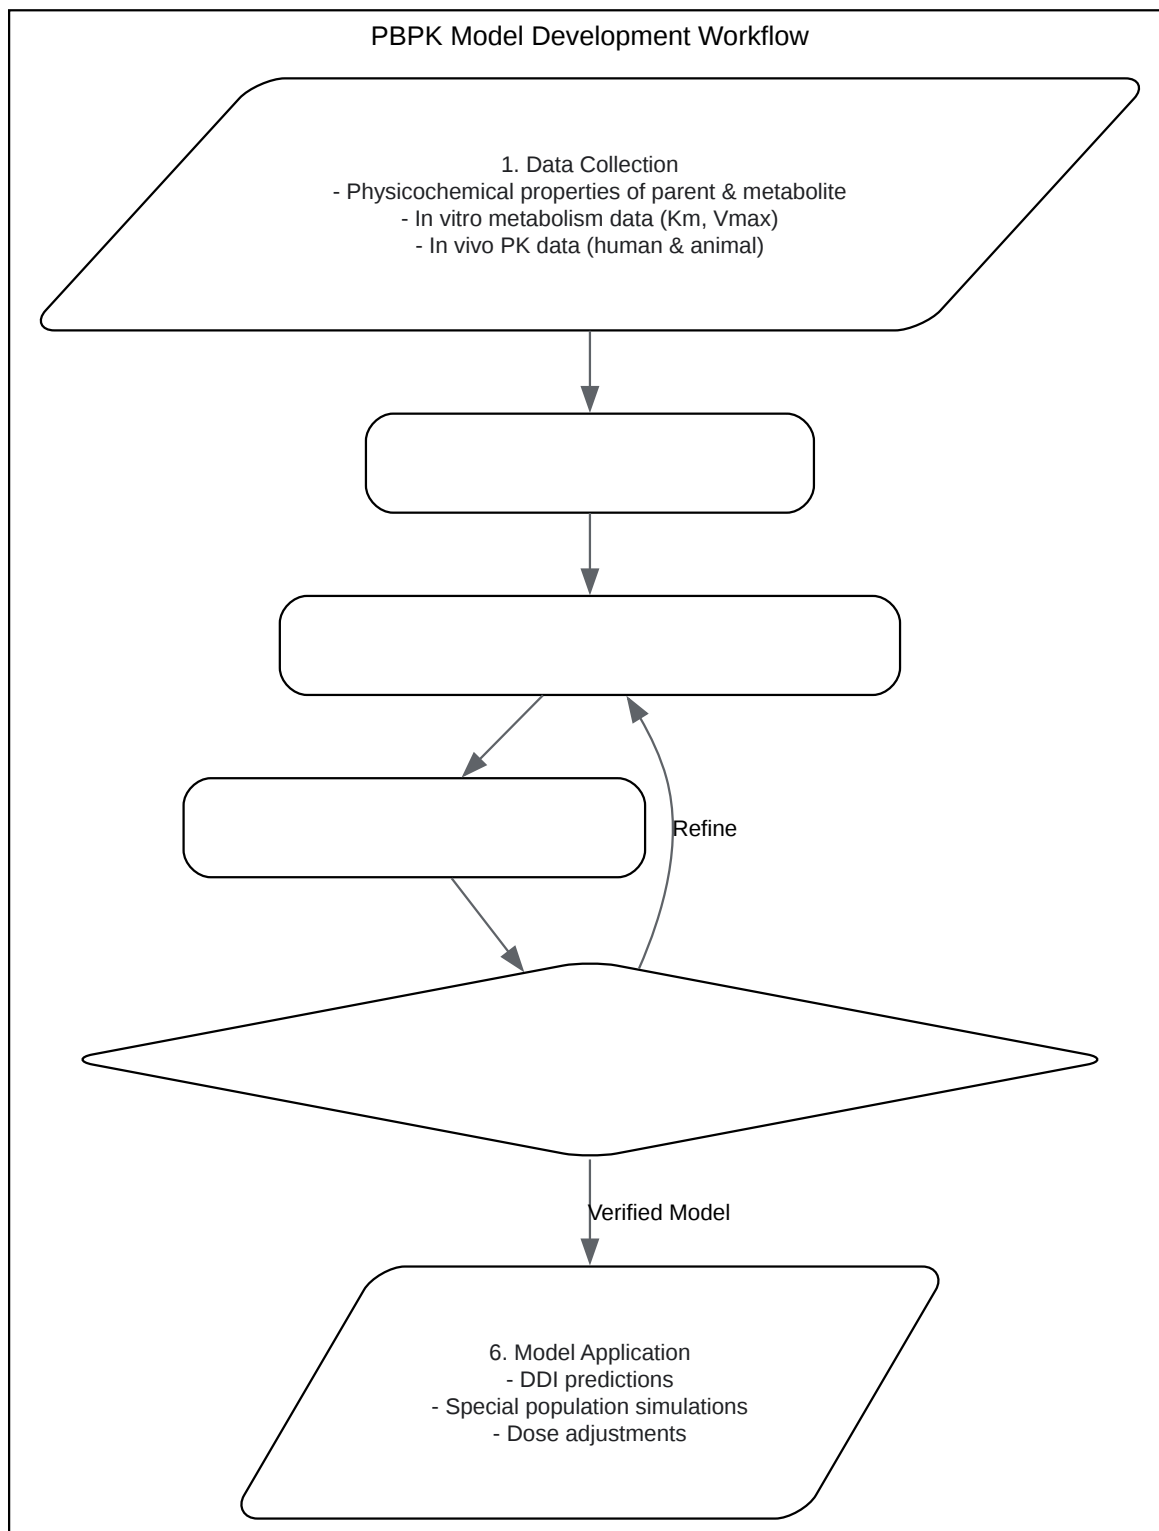 PBPK Model Development Workflow
1. Data Collection
- Physicochemical properties of parent & metabolite
- In vitro metabolism data (Km, Vmax)
- In vivo PK data (human & animal)
Refine
Verified Model
6. Model Application
- DDI predictions
- Special population simulations
- Dose adjustments